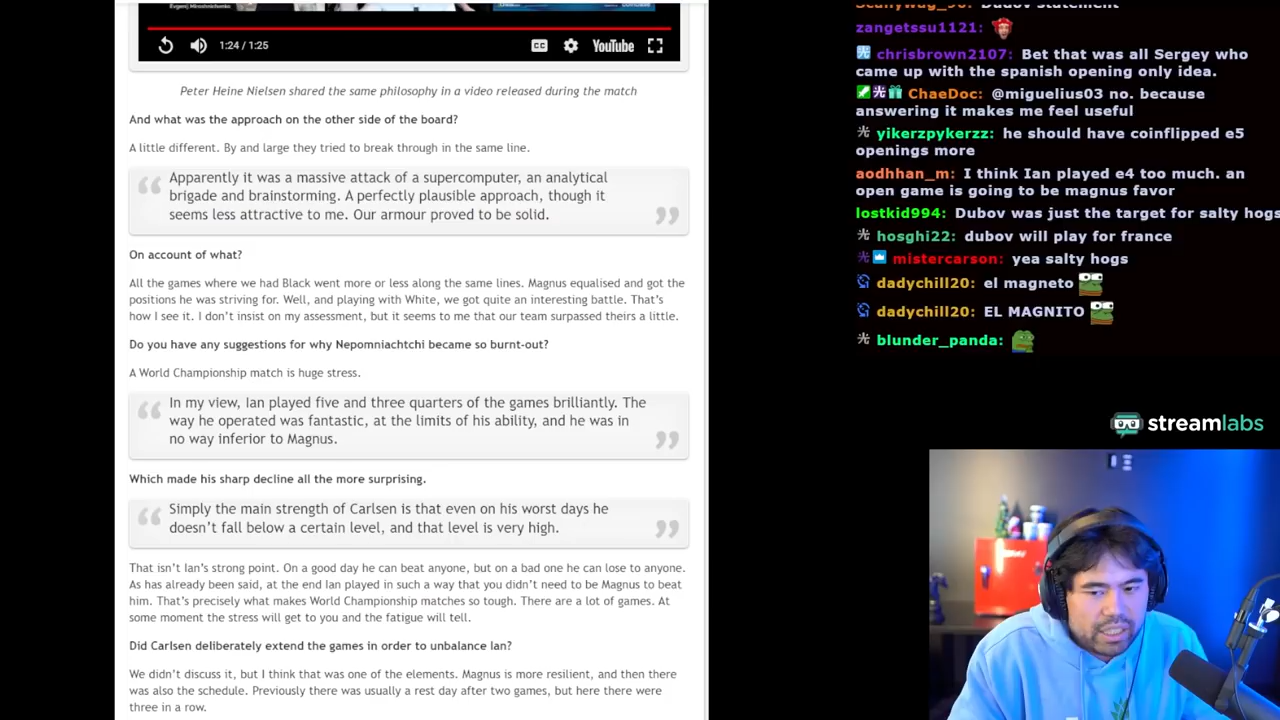 Evgenij Miroshnichenko
1:24 / 1:25
CC
YouTube
Peter Heine Nielsen shared the same philosophy in a video released during the match
And what was the approach on the other side of the board?
A little different. By and large they tried to break through in the same line.
Apparently it was a massive attack of a supercomputer, an analytical
brigade and brainstorming. A perfectly plausible approach, though it
seems less attractive to me. Our armour proved to be solid.
On account of what?
All the games where we had Black went more or less along the same lines. Magnus equalised and got the
positions he was striving for. Well, and playing with White, we got quite an interesting battle. That’s
how I see it. I don’t insist on my assessment, but it seems to me that our team surpassed theirs a little.
Do you have any suggestions for why Nepomniachtchi became so burnt-out?
A World Championship match is huge stress.
In my view, Ian played five and three quarters of the games brilliantly. The
way he operated was fantastic, at the limits of his ability, and he was in
no way inferior to Magnus.
Which made his sharp decline all the more surprising.
Simply the main strength of Carlsen is that even on his worst days he
doesn’t fall below a certain level, and that level is very high.
That isn’t Ian’s strong point. On a good day he can beat anyone, but on a bad one he can lose to anyone.
As has already been said, at the end Ian played in such a way that you didn’t need to be Magnus to beat
him. That’s precisely what makes World Championship matches so tough. There are a lot of games. At
some moment the stress will get to you and the fatigue will tell.
Did Carlsen deliberately extend the games in order to unbalance Ian?
We didn’t discuss it, but I think that was one of the elements. Magnus is more resilient, and then there
was also the schedule. Previously there was usually a rest day after two games, but here there were
three in a row.
Dubov statement
zangetssu1121:
chrisbrown2107: Bet that was all Sergey who
came up with the spanish opening only idea.
ChaeDoc: @miguelius03 no. because
answering it makes me feel useful
yikerzpykerzz: he should have coinflipped e5
openings more
aodhhan_m: I think Ian played e4 too much. an
open game is going to be magnus favor
lostkid994: Dubov was just the target for salty hogs
hosghi22: dubov will play for france
mistercarson: yea salty hogs
dadychill20: el magneto
dadychill20: EL MAGNITO
blunder_panda:
streamlabs